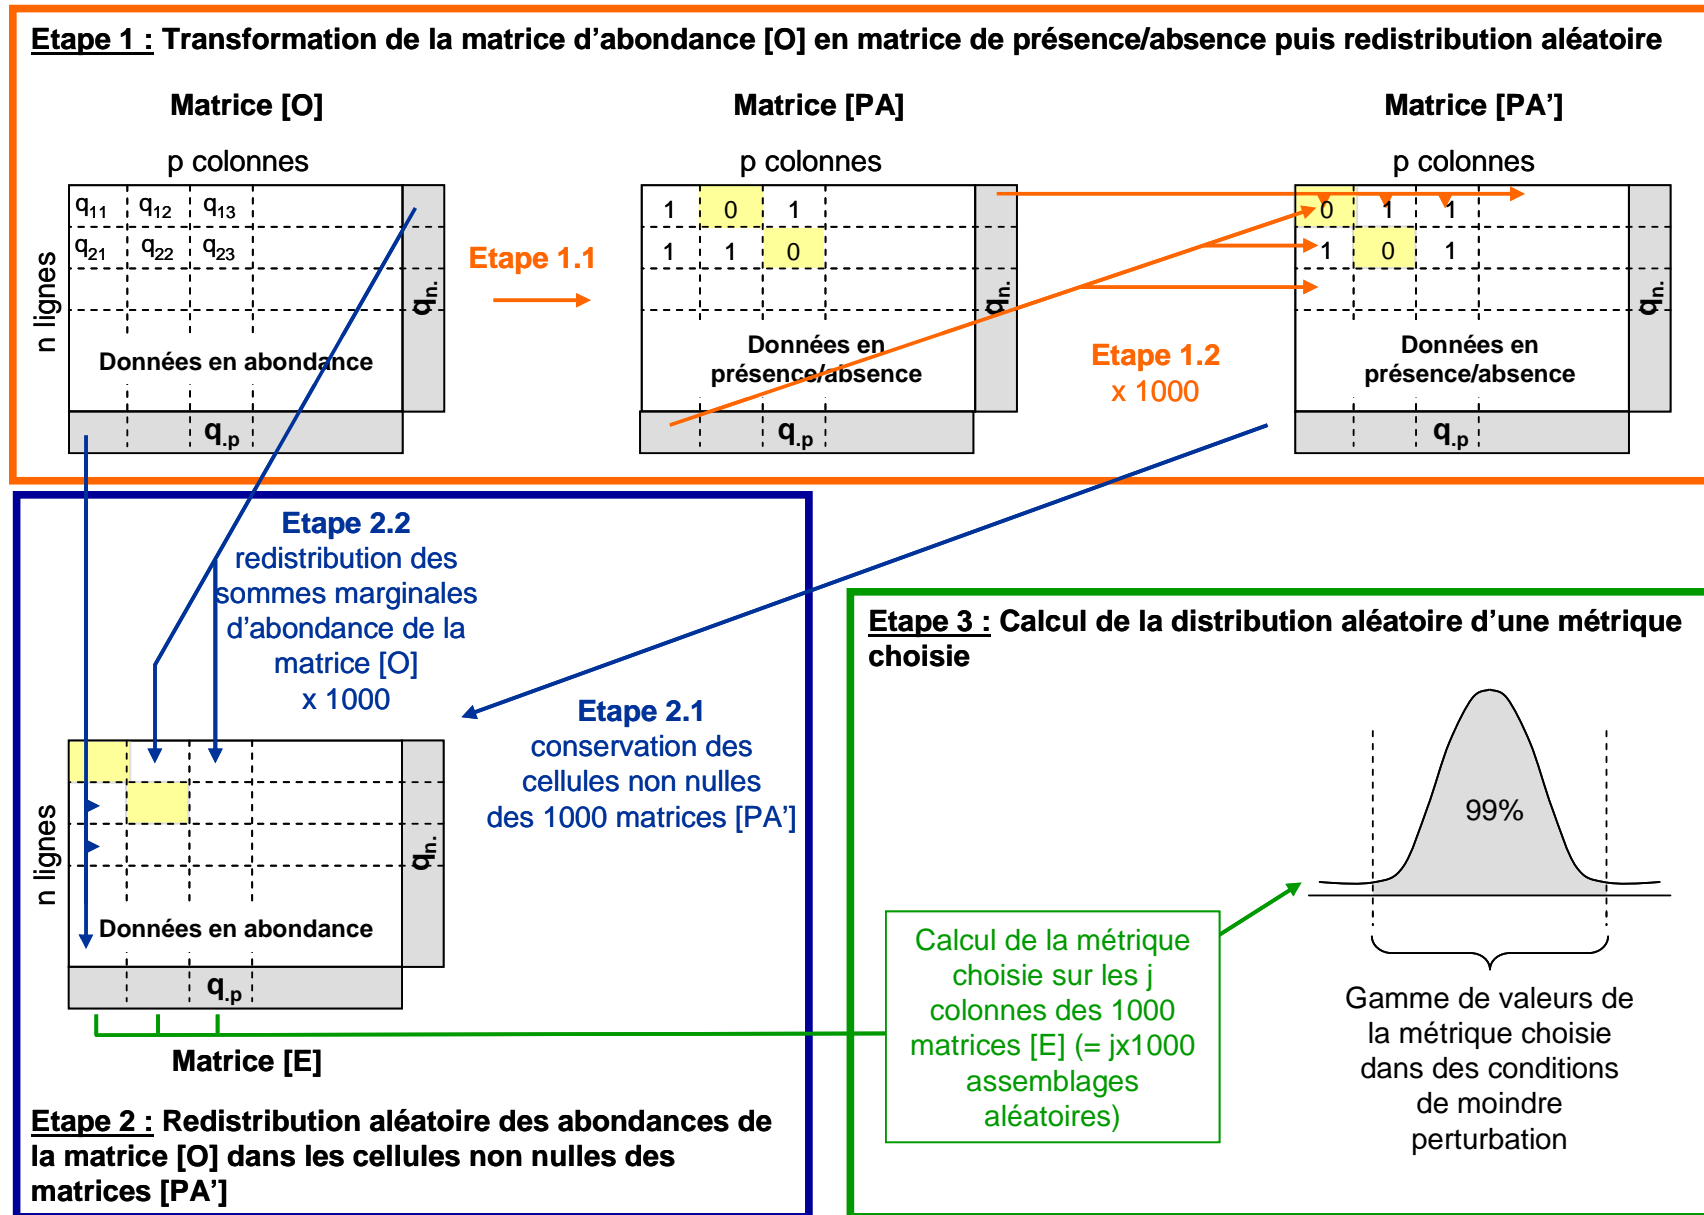 Etape 1 : Transformation de la matrice d'abondance [O] en matrice de présence/absence puis redistribution aléatoire
Matrice [O]
p colonnes
n lignes
q11 q12 q13
q21 q22 q23
Données en abondance
qn.
q.p
Etape 1.1
Matrice [PA]
p colonnes
1 0 1
1 1 0
Données en
présence/absence
qn.
q.p
Etape 1.2
x 1000
Matrice [PA']
p colonnes
0 1 1
1 0 1
Données en
présence/absence
qn.
q.p
Etape 2.2
redistribution des
sommes marginales
d'abondance de la
matrice [O]
x 1000
Etape 2.1
conservation des
cellules non nulles
des 1000 matrices [PA']
n lignes
Données en abondance
qn.
q.p
Matrice [E]
Etape 2 : Redistribution aléatoire des abondances de
la matrice [O] dans les cellules non nulles des
matrices [PA']
Etape 3 : Calcul de la distribution aléatoire d'une métrique
choisie
99%
Calcul de la métrique
choisie sur les j
colonnes des 1000
matrices [E] (= jx1000
assemblages
aléatoires)
Gamme de valeurs de
la métrique choisie
dans des conditions
de moindre
perturbation